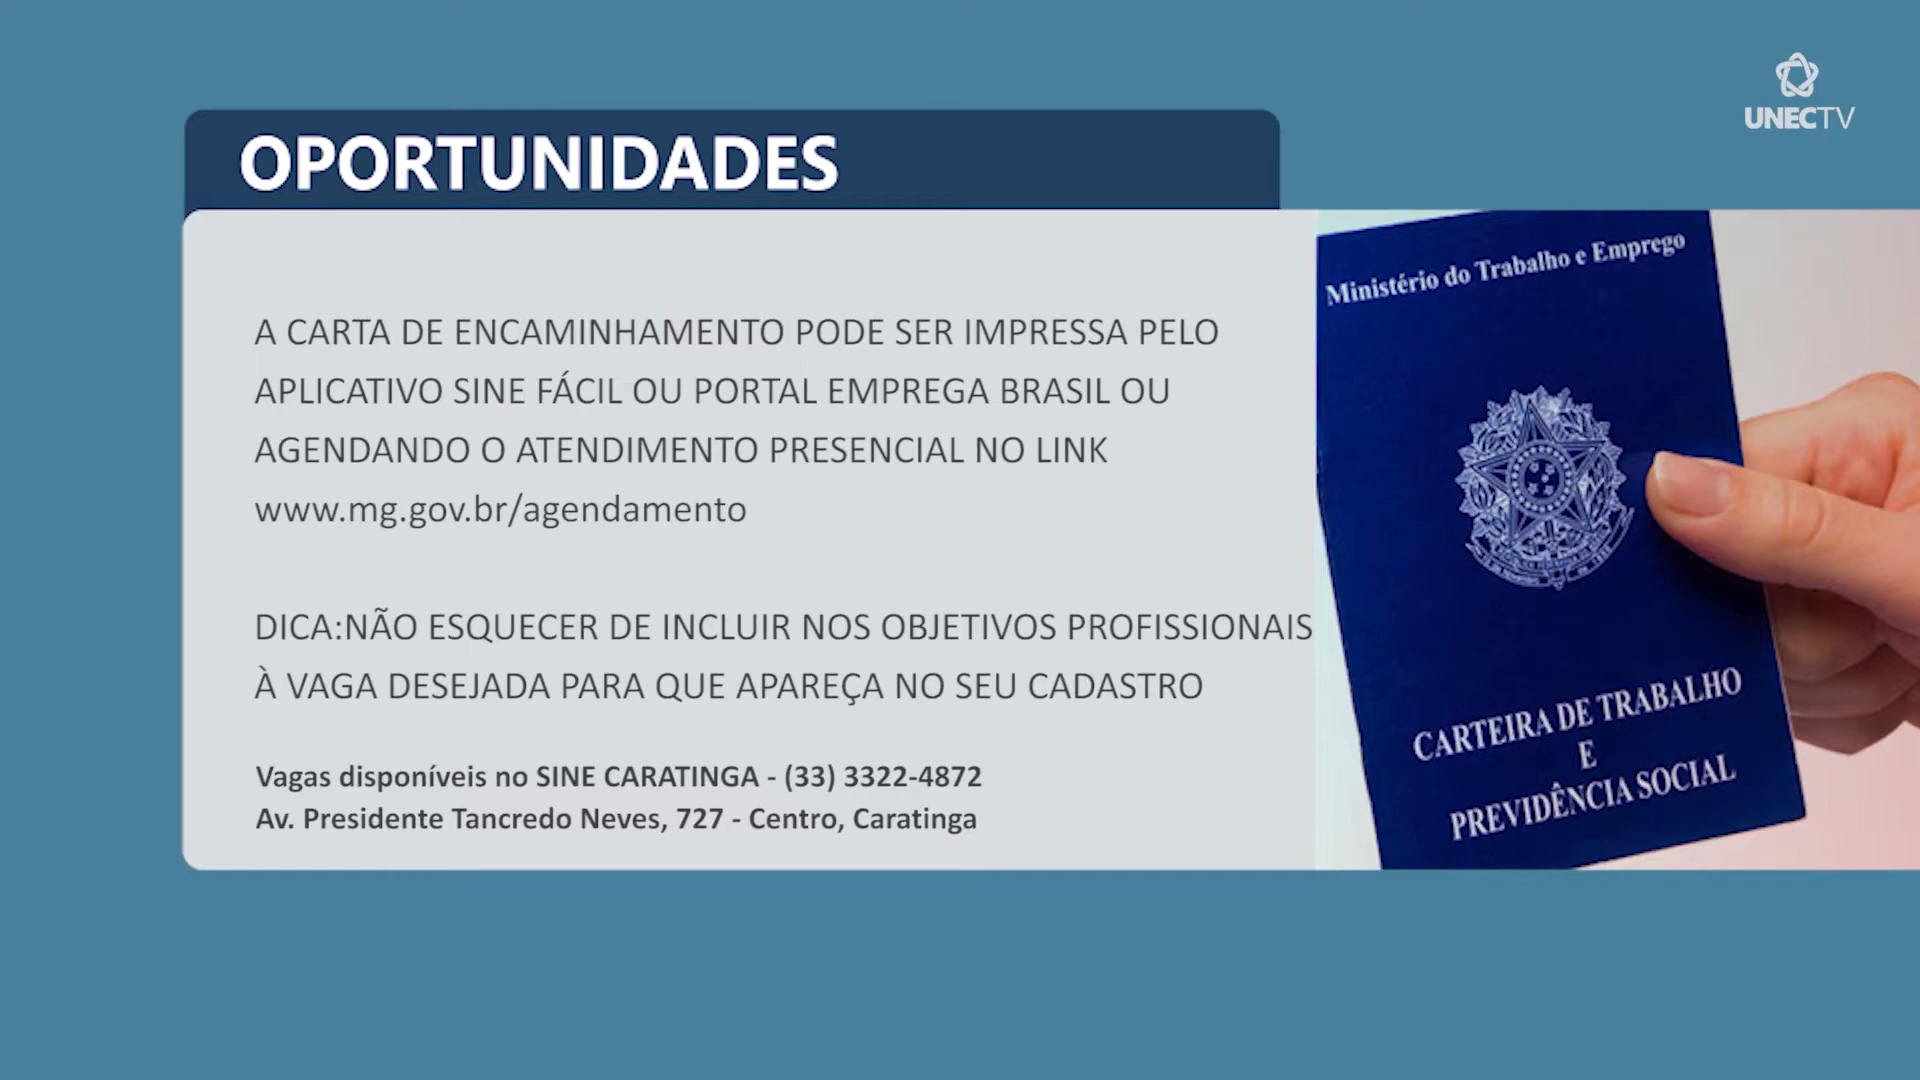 UNECTV
OPORTUNIDADES
A CARTA DE ENCAMINHAMENTO PODE SER IMPRESSA PELO
APLICATIVO SINE FÁCIL OU PORTAL EMPREGA BRASIL OU
AGENDANDO O ATENDIMENTO PRESENCIAL NO LINK
www.mg.gov.br/agendamento
DICA:NÃO ESQUECER DE INCLUIR NOS OBJETIVOS PROFISSIONAIS
À VAGA DESEJADA PARA QUE APAREÇA NO SEU CADASTRO
Vagas disponíveis no SINE CARATINGA - (33) 3322-4872
Av. Presidente Tancredo Neves, 727 - Centro, Caratinga
Ministério do Trabalho e Emprego
CARTEIRA DE TRABALHO
E
PREVIDÊNCIA SOCIAL